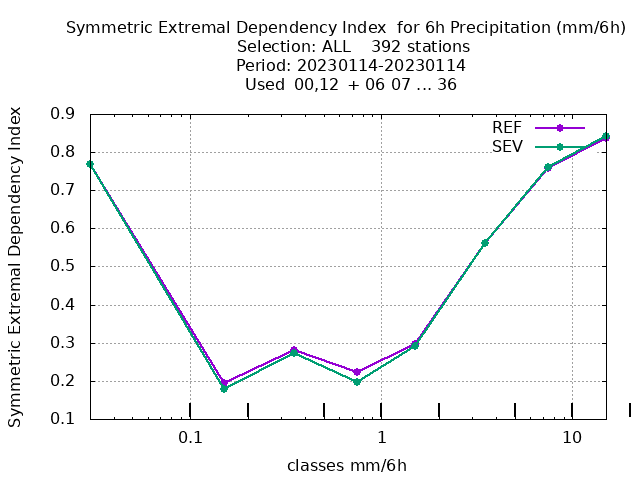 Symmetric Extremal Dependency Index  for 6h Precipitation (mm/6h)
Selection: ALL    392 stations
Period: 20230114-20230114
Used  00,12  + 06 07 ... 36
Symmetric Extremal Dependency Index
0.9
0.8
0.7
0.6
0.5
0.4
0.3
0.2
0.1
REF
SEV
0.1
1
10
classes mm/6h